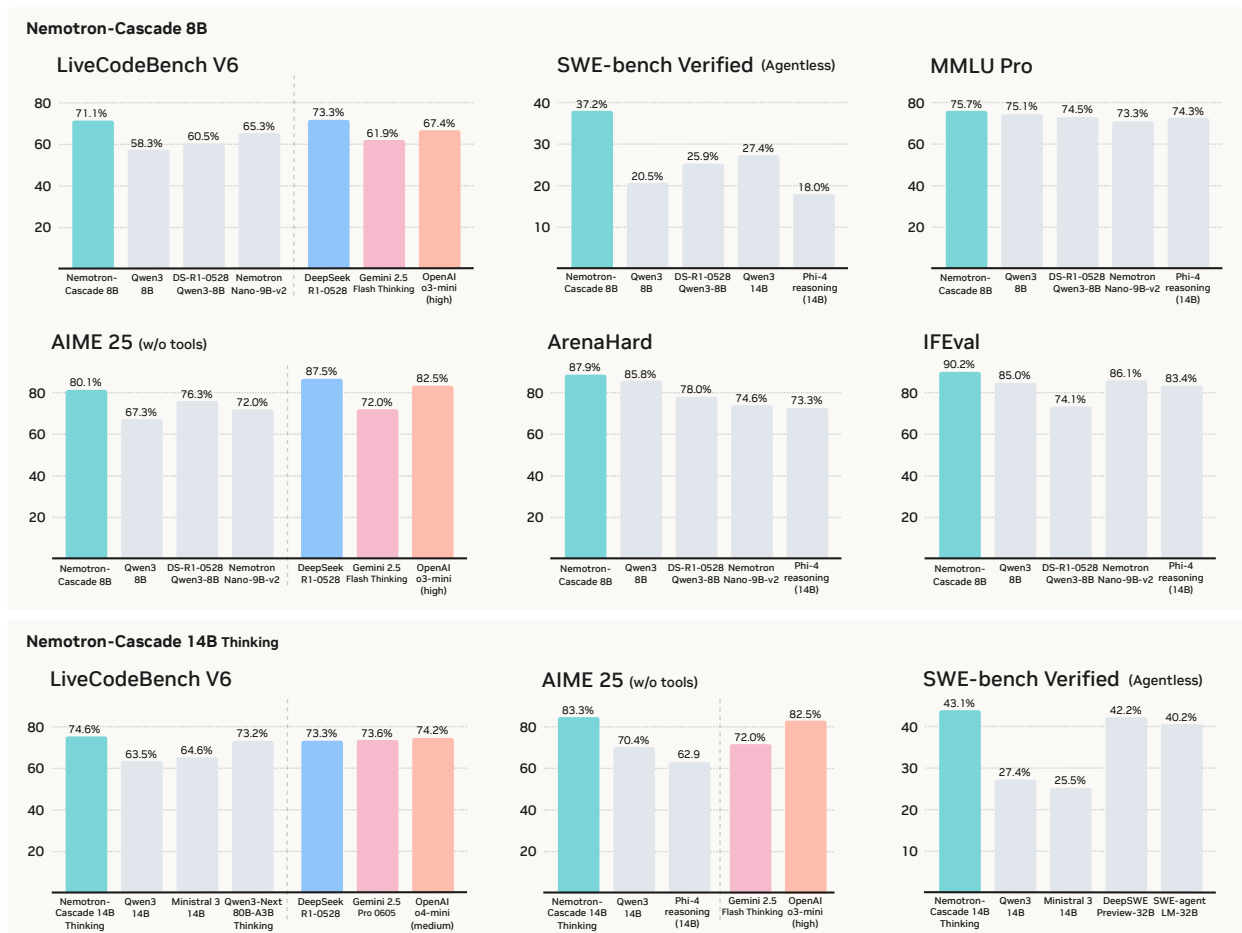 Nemotron-Cascade 8B
LiveCodeBench V6
80
60
40
20
71.1%
58.3%
60.5%
65.3%
73.3%
61.9%
67.4%
Nemotron-
Cascade 8B
Qwen3
8B
DS-R1-0528
Qwen3-8B
Nemotron
Nano-9B-v2
DeepSeek
R1-0528
Gemini 2.5
Flash Thinking
OpenAI
o3-mini
(high)
SWE-bench Verified (Agentless)
40
30
20
10
37.2%
20.5%
25.9%
27.4%
18.0%
Nemotron-
Cascade 8B
Qwen3
8B
DS-R1-0528
Qwen3-8B
Qwen3
14B
Phi-4
reasoning
(14B)
MMLU Pro
80
60
40
20
75.7%
75.1%
74.5%
73.3%
74.3%
Nemotron-
Cascade 8B
Qwen3
8B
DS-R1-0528
Qwen3-8B
Nemotron
Nano-9B-v2
Phi-4
reasoning
(14B)
AIME 25 (w/o tools)
80
60
40
20
80.1%
67.3%
76.3%
72.0%
87.5%
72.0%
82.5%
Nemotron-
Cascade 8B
Qwen3
8B
DS-R1-0528
Qwen3-8B
Nemotron
Nano-9B-v2
DeepSeek
R1-0528
Gemini 2.5
Flash Thinking
OpenAI
o3-mini
(high)
ArenaHard
80
60
40
20
87.9%
85.8%
78.0%
74.6%
73.3%
Nemotron-
Cascade 8B
Qwen3
8B
DS-R1-0528
Qwen3-8B
Nemotron
Nano-9B-v2
Phi-4
reasoning
(14B)
IFEval
80
60
40
20
90.2%
85.0%
74.1%
86.1%
83.4%
Nemotron-
Cascade 8B
Qwen3
8B
DS-R1-0528
Qwen3-8B
Nemotron
Nano-9B-v2
Phi-4
reasoning
(14B)
Nemotron-Cascade 14B Thinking
LiveCodeBench V6
80
60
40
20
74.6%
63.5%
64.6%
73.2%
73.3%
73.6%
74.2%
Nemotron-
Cascade 14B
Thinking
Qwen3
14B
Ministral 3
14B
Qwen3-Next
80B-A3B
Thinking
DeepSeek
R1-0528
Gemini 2.5
Pro 0605
OpenAI
o4-mini
(medium)
AIME 25 (w/o tools)
80
60
40
20
83.3%
70.4%
62.9
72.0%
82.5%
Nemotron-
Cascade 14B
Thinking
Qwen3
14B
Phi-4
reasoning
(14B)
Gemini 2.5
Flash Thinking
OpenAI
o3-mini
(high)
SWE-bench Verified (Agentless)
40
30
20
10
43.1%
27.4%
25.5%
42.2%
40.2%
Nemotron-
Cascade 14B
Thinking
Qwen3
14B
Ministral 3
14B
DeepSWE
Preview-32B
SWE-agent
LM-32B